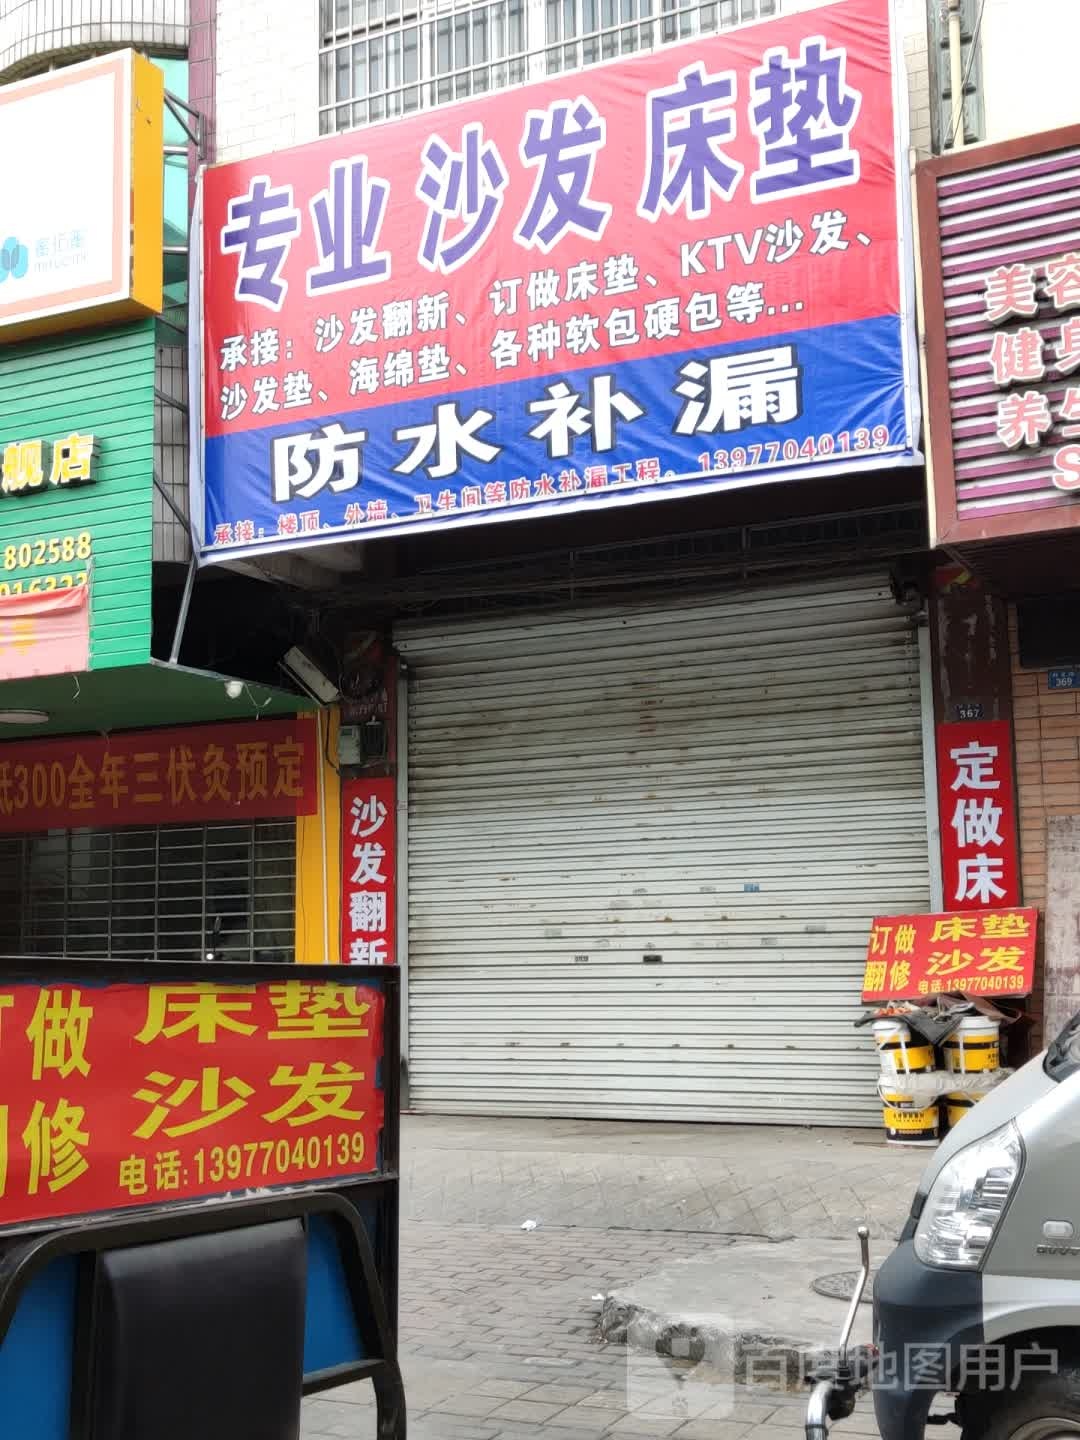 专业 沙发 床垫
承接：沙发翻新、订做床垫、KTV沙发、
沙发垫、海绵垫、各种软包硬包等...
防水补漏
承接：楼顶、外墙、卫生间等防水补漏工程。13977040139
美容
健身
养生
S
舰店
802588
300全年三伏灸预定
369
367
沙发翻新
定做床
订做 床垫
翻修 沙发
电话:13977040139
做 床垫
修 沙发
电话:13977040139
百度地图用户